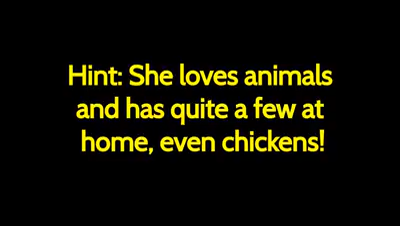 Hint: She loves animals
and has quite a few at
home, even chickens!